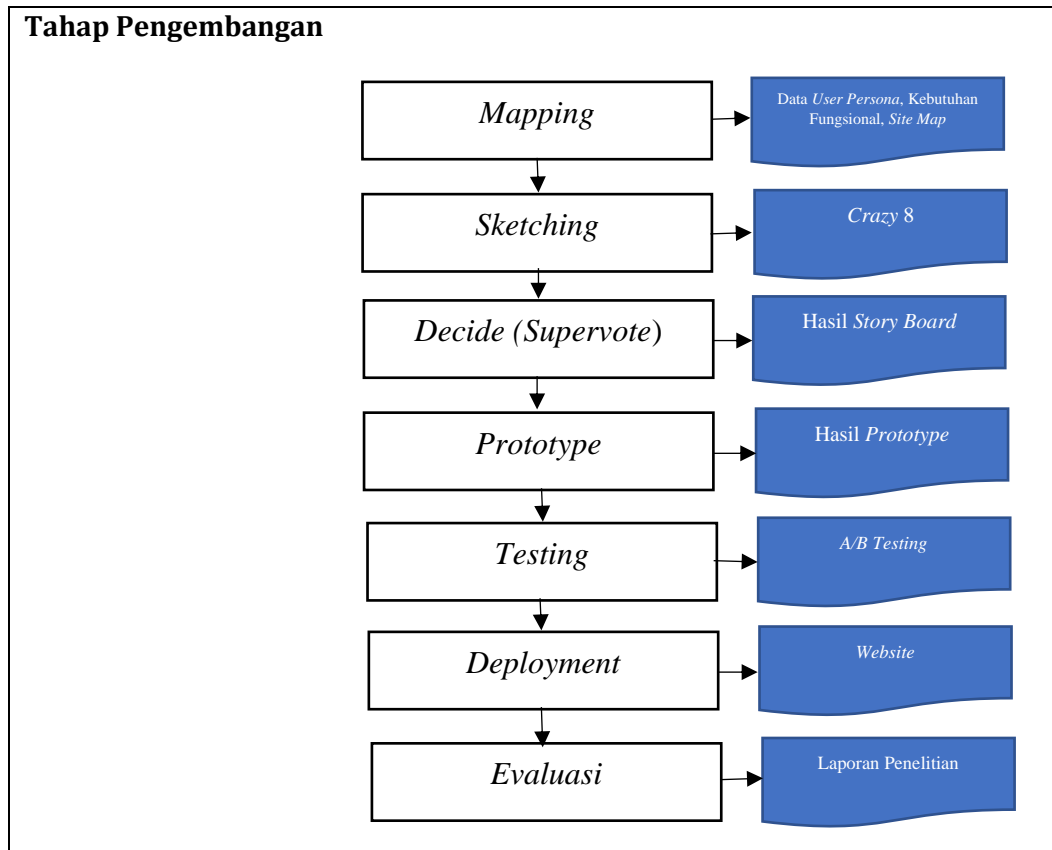 Tahap Pengembangan
Mapping
Data User Persona, Kebutuhan
Fungsional, Site Map
Sketching
Crazy 8
Decide (Supervote)
Hasil Story Board
Prototype
Hasil Prototype
Testing
A/B Testing
Deployment
Website
Evaluasi
Laporan Penelitian